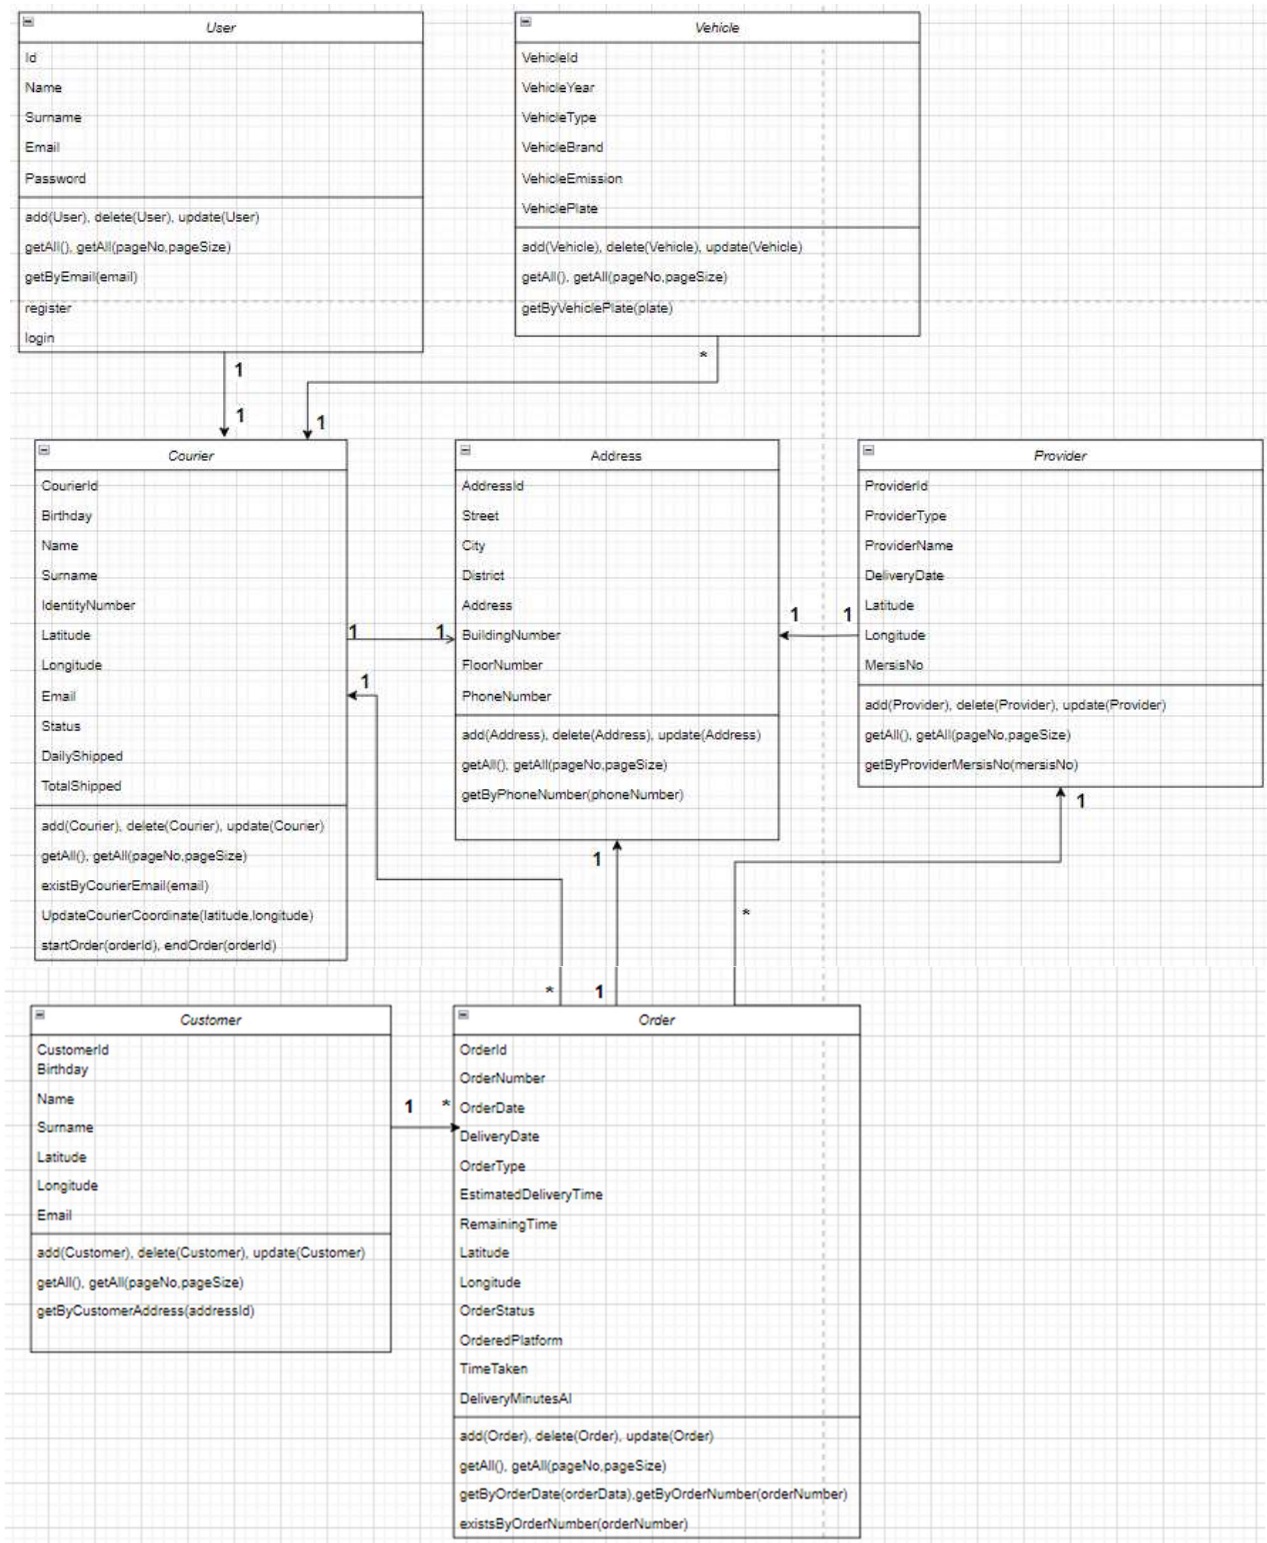 User
Id
Name
Surname
Email
Password
add(User), delete(User), update(User)
getAll(), getAll(pageNo,pageSize)
getByEmail(email)
register
login
Vehicle
VehicleId
VehicleYear
VehicleType
VehicleBrand
VehicleEmission
VehiclePlate
add(Vehicle), delete(Vehicle), update(Vehicle)
getAll(), getAll(pageNo,pageSize)
getByVehiclePlate(plate)
1
1
*
1
Courier
CourierId
Birthday
Name
Surname
IdentityNumber
Latitude
Longitude
Email
Status
DailyShipped
TotalShipped
add(Courier), delete(Courier), update(Courier)
getAll(), getAll(pageNo,pageSize)
existByCourierEmail(email)
UpdateCourierCoordinate(latitude,longitude)
startOrder(orderId), endOrder(orderId)
1
1
1
Address
AddressId
Street
City
District
Address
BuildingNumber
FloorNumber
PhoneNumber
add(Address), delete(Address), update(Address)
getAll(), getAll(pageNo,pageSize)
getByPhoneNumber(phoneNumber)
1
1
Provider
ProviderId
ProviderType
ProviderName
DeliveryDate
Latitude
Longitude
MersisNo
add(Provider), delete(Provider), update(Provider)
getAll(), getAll(pageNo,pageSize)
getByProviderMersisNo(mersisNo)
1
1
*
*
1
Customer
CustomerId
Birthday
Name
Surname
Latitude
Longitude
Email
add(Customer), delete(Customer), update(Customer)
getAll(), getAll(pageNo,pageSize)
getByCustomerAddress(addressId)
1
*
Order
OrderId
OrderNumber
OrderDate
DeliveryDate
OrderType
EstimatedDeliveryTime
RemainingTime
Latitude
Longitude
OrderStatus
OrderedPlatform
TimeTaken
DeliveryMinutesAI
add(Order), delete(Order), update(Order)
getAll(), getAll(pageNo,pageSize)
getByOrderDate(orderData),getByOrderNumber(orderNumber)
existsByOrderNumber(orderNumber)